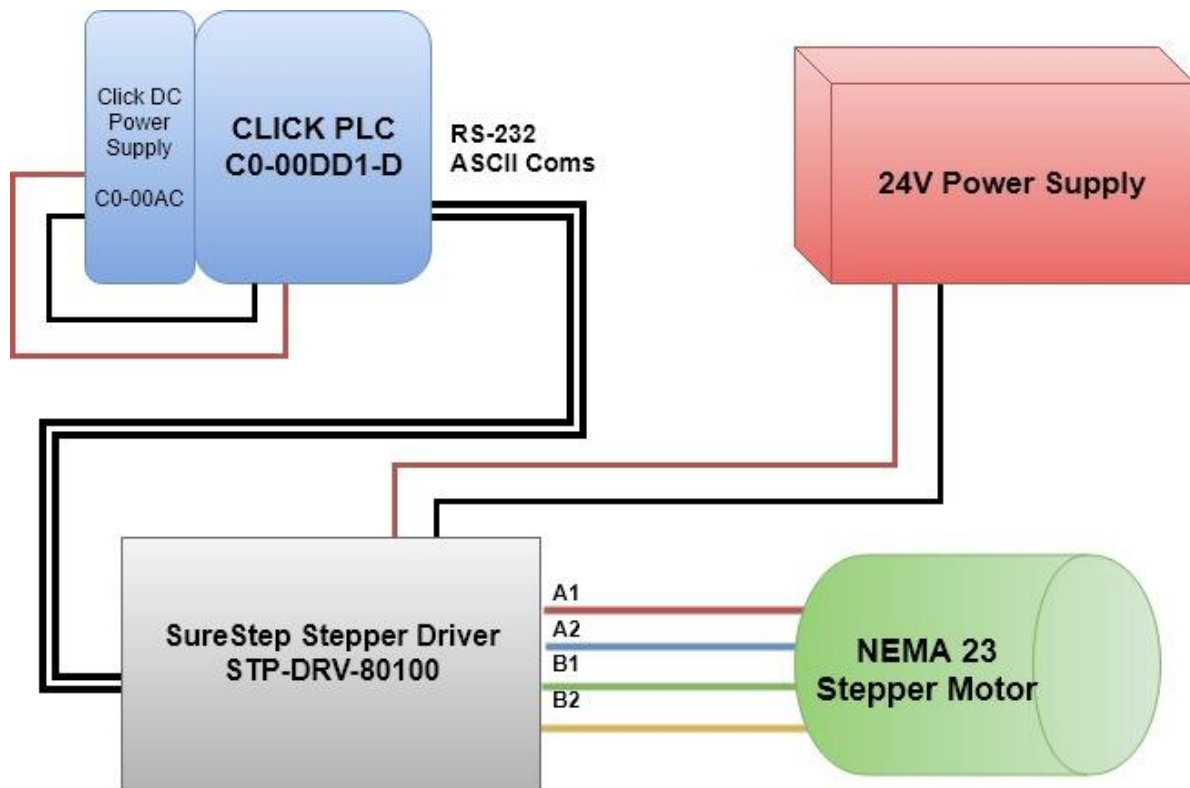 Click DC
Power
Supply
C0-00AC
CLICK PLC
C0-00DD1-D
RS-232
ASCII Coms
24V Power Supply
SureStep Stepper Driver
STP-DRV-80100
A1
A2
B1
B2
NEMA 23
Stepper Motor